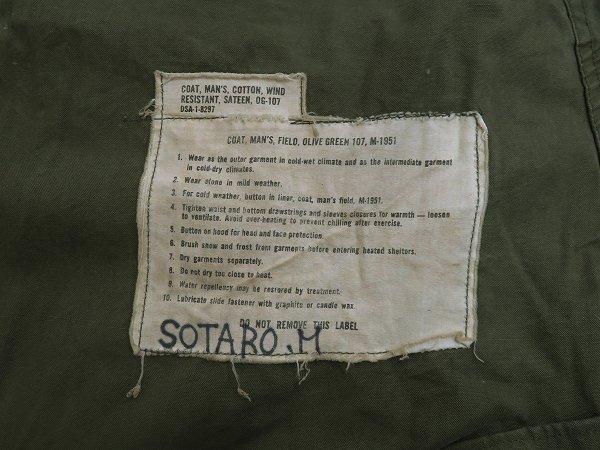 COAT, MAN'S, COTTON, WIND
RESISTANT, SATEEN, OG-107
DSA-1-8297
COAT, MAN'S, FIELD, OLIVE GREEN 107, M-1951
1. Wear as the outer garment in cold-wet climate and as the intermediate garment
in cold-dry climates.
2. Wear alone in mild weather.
3. For cold weather, button in liner, coat, man's field, M-1951.
4. Tighten waist and bottom drawstrings and sleeves closures for warmth — loosen
to ventilate. Avoid over-heating to prevent chilling after exercise.
5. Button on hood for head and face protection.
6. Brush snow and frost from garments before entering heated shelters.
7. Dry garments separately.
8. Do not dry too close to heat.
9. Water repellency may be restored by treatment.
10. Lubricate slide fastener with graphite or candle wax.
DO NOT REMOVE THIS LABEL
SOTARO.M